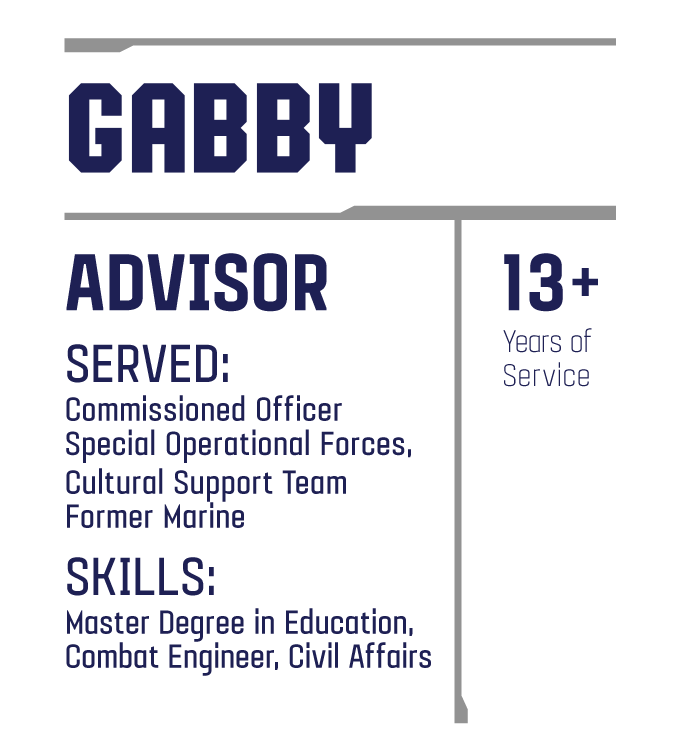 GABBY
ADVISOR
SERVED:
Commissioned Officer
Special Operational Forces,
Cultural Support Team
Former Marine
SKILLS:
Master Degree in Education,
Combat Engineer, Civil Affairs
13+
Years of
Service